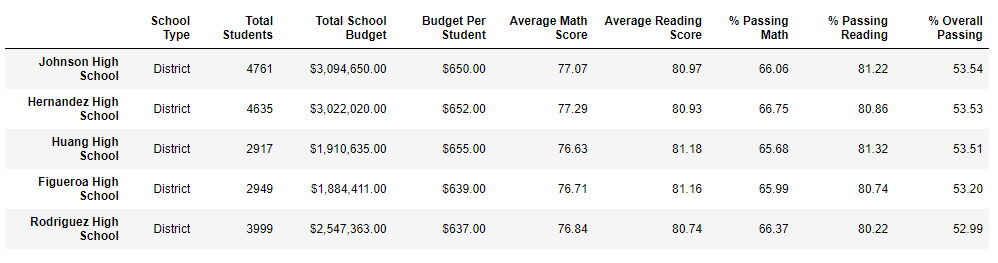 School Type Total Students Total School Budget Budget Per Student Average Math Score Average Reading Score % Passing Math % Passing Reading % Overall Passing
Johnson High School District 4761 $3,094,650.00 $650.00 77.07 80.97 66.06 81.22 53.54
Hernandez High School District 4635 $3,022,020.00 $652.00 77.29 80.93 66.75 80.86 53.53
Huang High School District 2917 $1,910,635.00 $655.00 76.63 81.18 65.68 81.32 53.51
Figueroa High School District 2949 $1,884,411.00 $639.00 76.71 81.16 65.99 80.74 53.20
Rodriguez High School District 3999 $2,547,363.00 $637.00 76.84 80.74 66.37 80.22 52.99